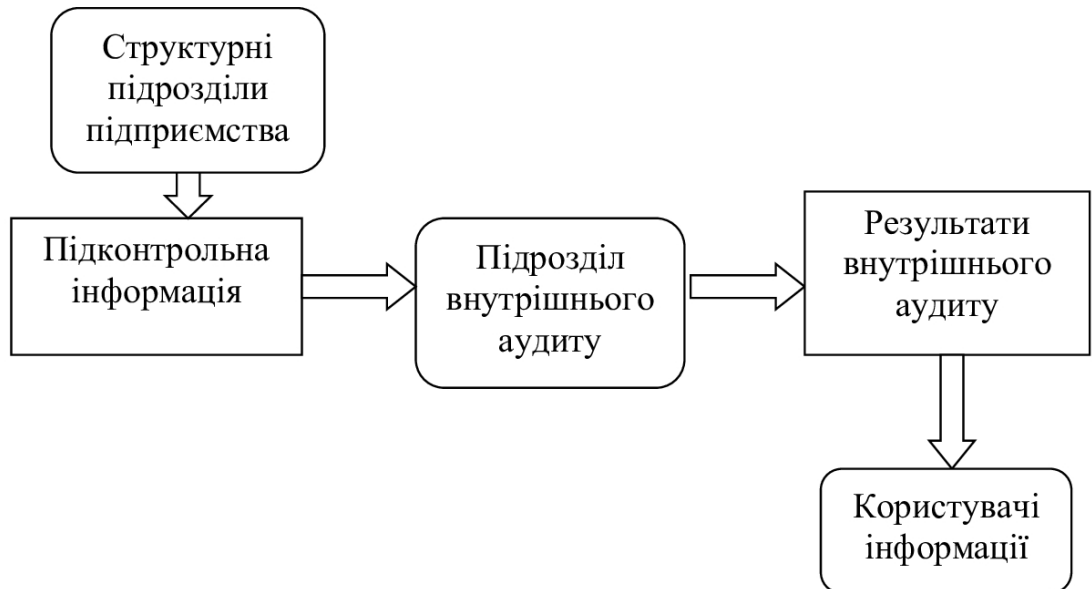 Структурні
підрозділи
підприємства
Підконтрольна
інформація
Підрозділ
внутрішнього
аудиту
Результати
внутрішнього
аудиту
Користувачі
інформації